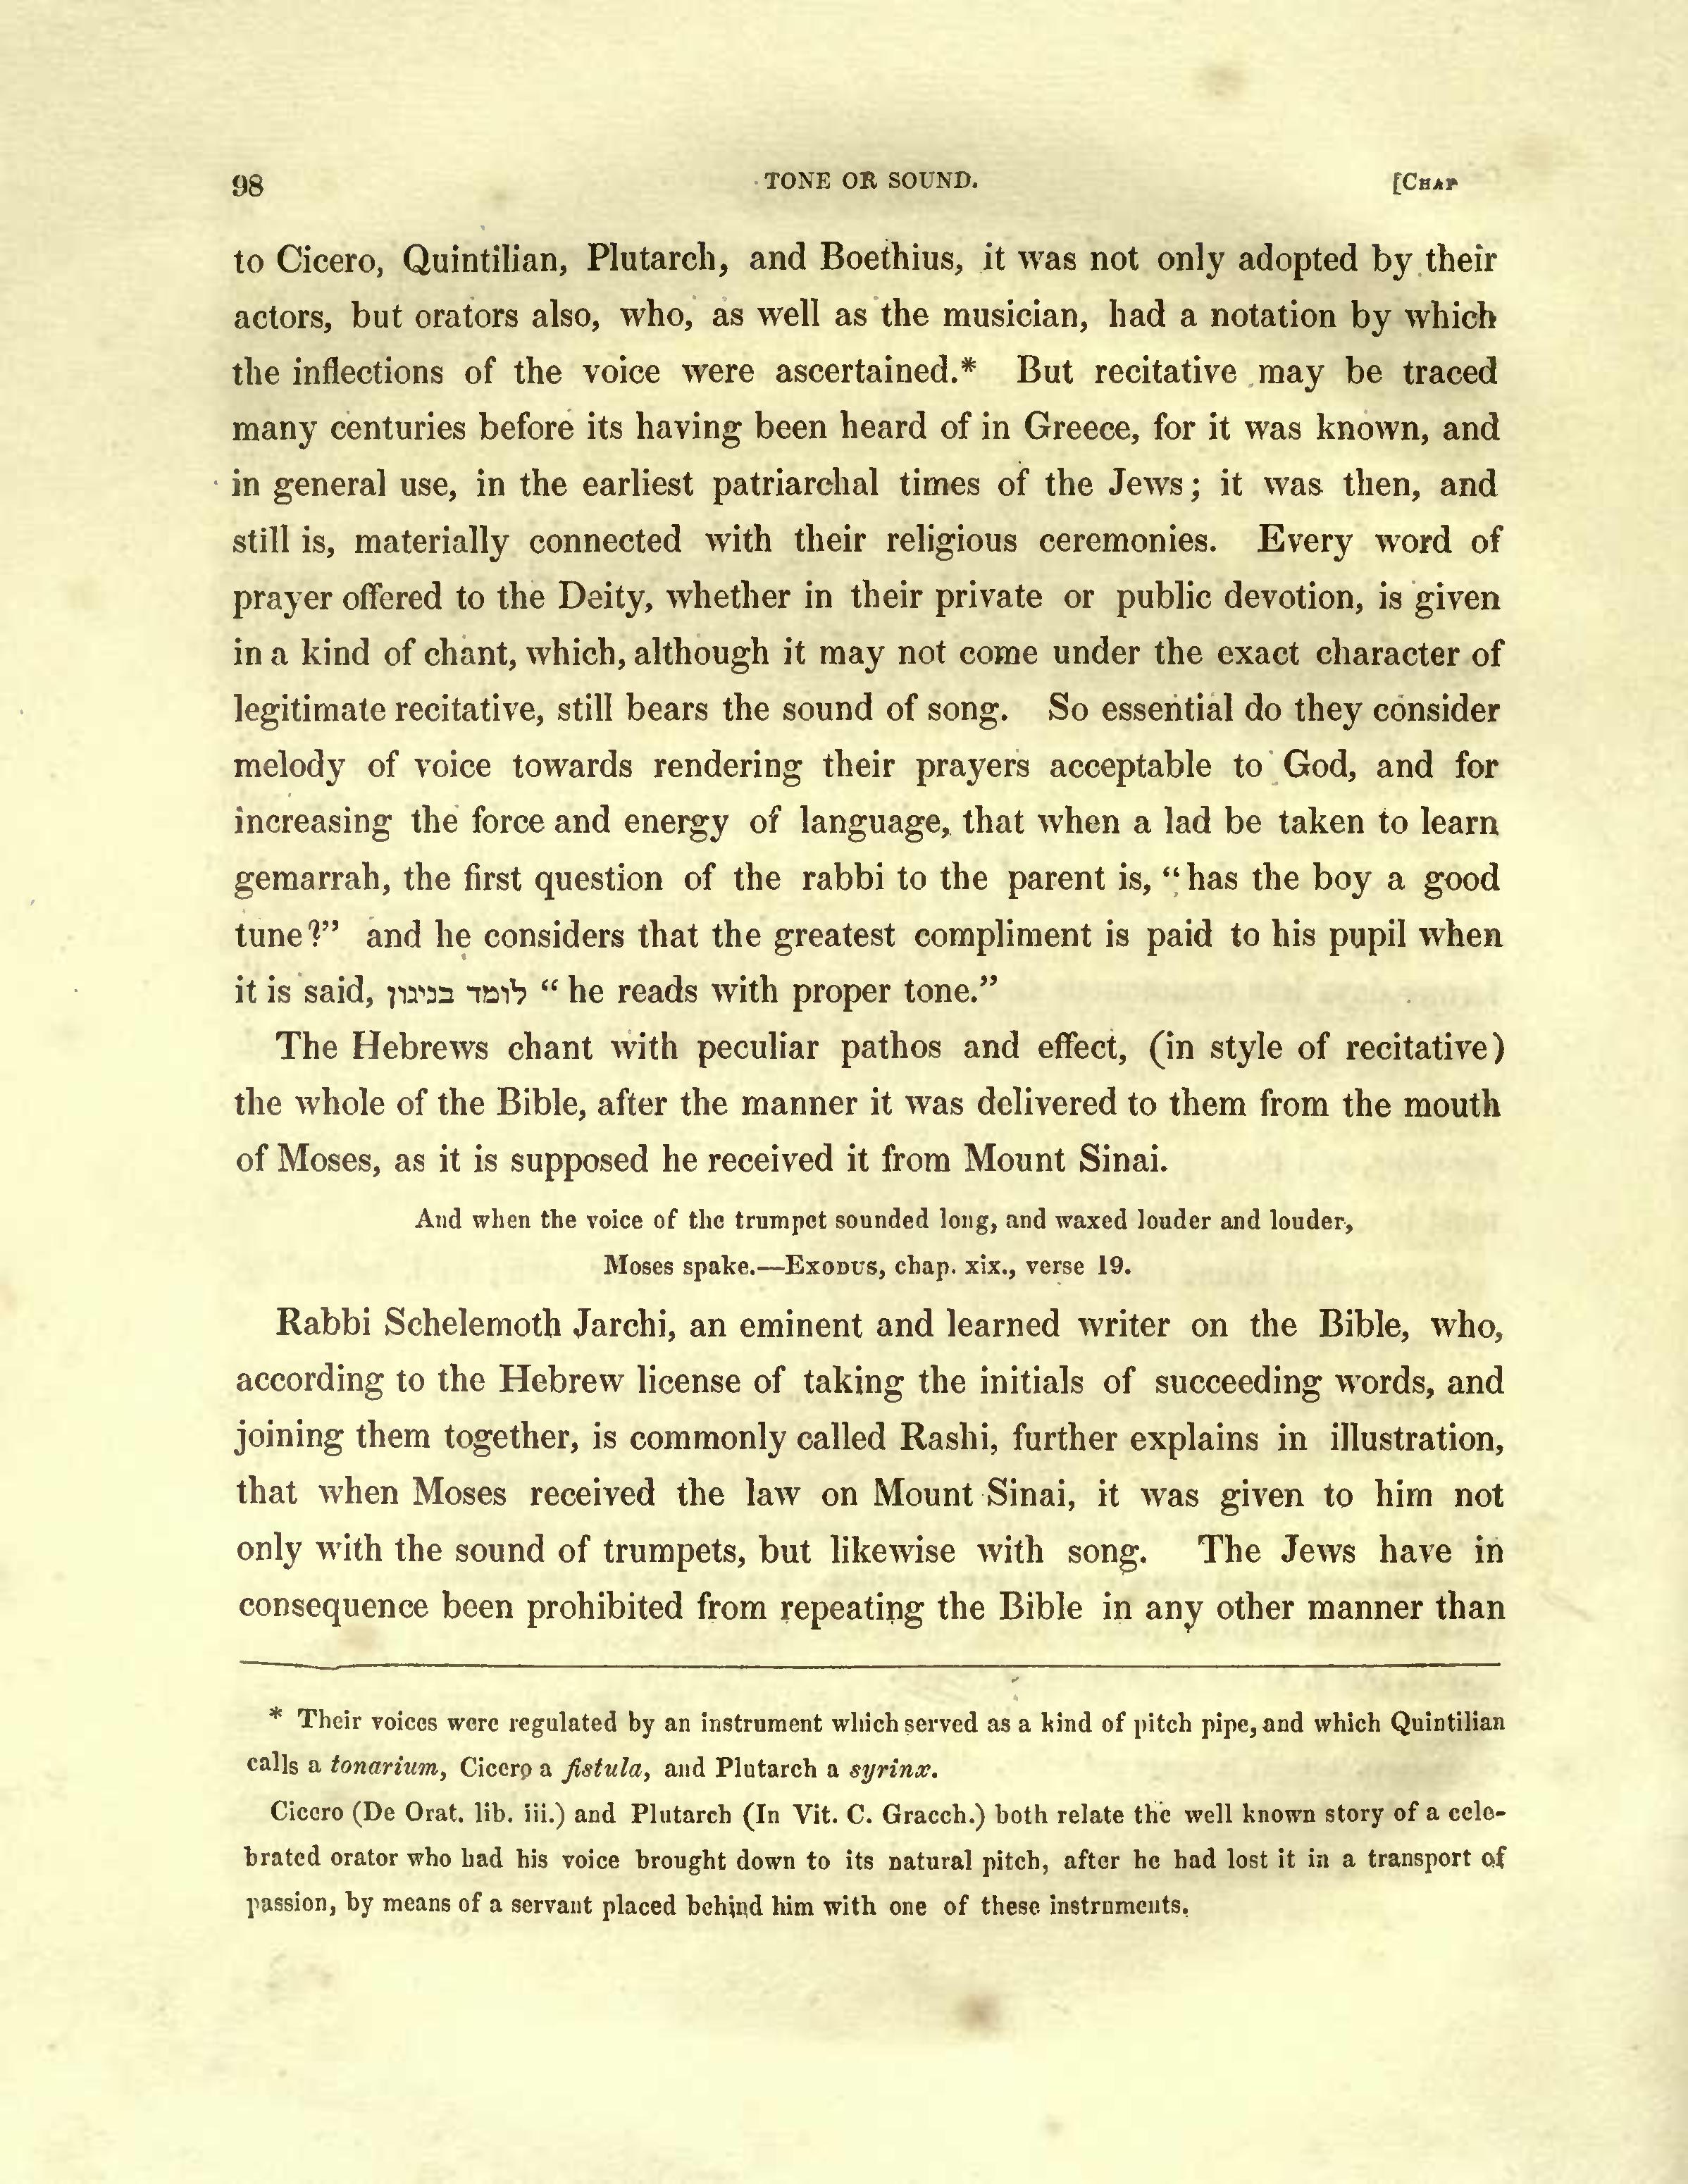 98 TONE OR SOUND. [CHAP
to Cicero, Quintilian, Plutarch, and Boethius, it was not only adopted by their
actors, but orators also, who, as well as the musician, had a notation by which
the inflections of the voice were ascertained.* But recitative may be traced
many centuries before its having been heard of in Greece, for it was known, and
in general use, in the earliest patriarchal times of the Jews; it was then, and
still is, materially connected with their religious ceremonies. Every word of
prayer offered to the Deity, whether in their private or public devotion, is given
in a kind of chant, which, although it may not come under the exact character of
legitimate recitative, still bears the sound of song. So essential do they consider
melody of voice towards rendering their prayers acceptable to God, and for
increasing the force and energy of language, that when a lad be taken to learn
gemarrah, the first question of the rabbi to the parent is, “has the boy a good
tune?” and he considers that the greatest compliment is paid to his pupil when
it is said, לומד בניגון “he reads with proper tone.”
The Hebrews chant with peculiar pathos and effect, (in style of recitative)
the whole of the Bible, after the manner it was delivered to them from the mouth
of Moses, as it is supposed he received it from Mount Sinai.
And when the voice of the trumpet sounded long, and waxed louder and louder,
Moses spake.—EXODUS, chap. xix., verse 19.
Rabbi Schelemoth Jarchi, an eminent and learned writer on the Bible, who,
according to the Hebrew license of taking the initials of succeeding words, and
joining them together, is commonly called Rashi, further explains in illustration,
that when Moses received the law on Mount Sinai, it was given to him not
only with the sound of trumpets, but likewise with song. The Jews have in
consequence been prohibited from repeating the Bible in any other manner than
* Their voices were regulated by an instrument which served as a kind of pitch pipe, and which Quintilian
calls a tonarium, Cicero a fistula, and Plutarch a syrinx.
Cicero (De Orat. lib. iii.) and Plutarch (In Vit. C. Gracch.) both relate the well known story of a cele-
brated orator who had his voice brought down to its natural pitch, after he had lost it in a transport of
passion, by means of a servant placed behind him with one of these instruments.